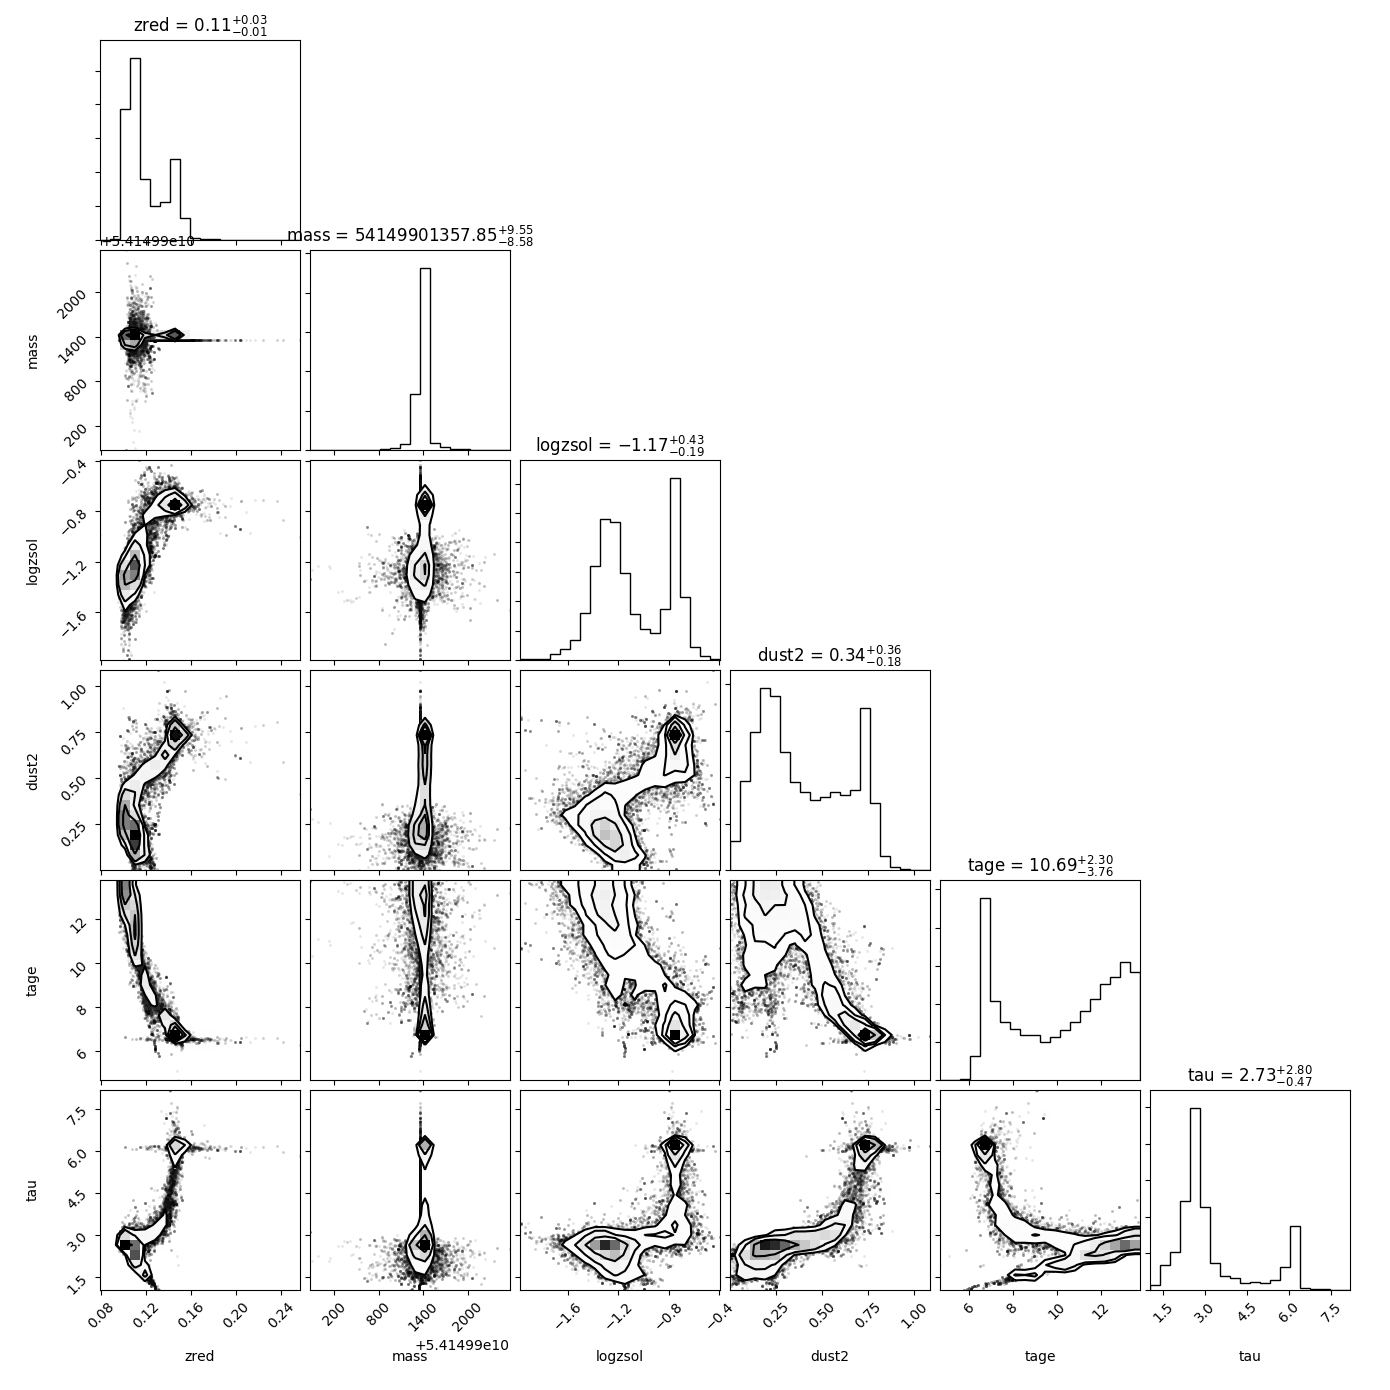 zred = 0.11+0.03−0.01
+5.41499e10
mass = 54149901357.85+9.55−8.58
mass
2000
1400
800
200
logzsol = −1.17+0.43−0.19
logzsol
−0.4
−0.8
−1.2
−1.6
dust2 = 0.34+0.36−0.18
dust2
1.00
0.75
0.50
0.25
tage = 10.69+2.30−3.76
tage
12
10
8
6
tau = 2.73+2.80−0.47
tau
7.5
6.0
4.5
3.0
1.5
0.08 0.12 0.16 0.20 0.24 200 800 1400 2000 −1.6 −1.2 −0.8 −0.4 0.25 0.50 0.75 1.00 6 8 10 12 1.5 3.0 4.5 6.0 7.5
+5.41499e10
zred mass logzsol dust2 tage tau